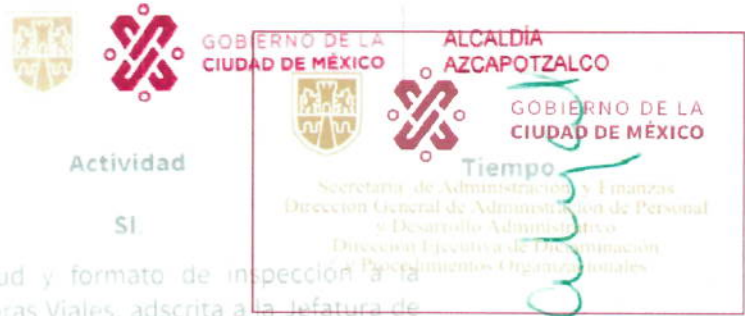 GOBIERNO DE LA
CIUDAD DE MÉXICO
ALCALDÍA
AZCAPOTZALCO
GOBIERNO DE LA
CIUDAD DE MÉXICO
Actividad
Tiempo
Secretaría de Administración y Finanzas
Dirección General de Administración de Personal
y Desarrollo Administrativo
Dirección Ejecutiva de Dictaminación
y Procedimientos Organizacionales
SI.
ud y formato de inspección a la
ras Viales, adscrita a la Jefatura de